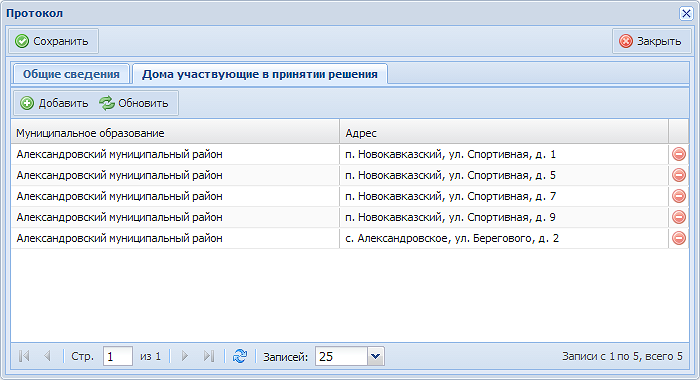 Протокол
Сохранить Закрыть
Общие сведения Дома участвующие в принятии решения
Добавить Обновить
Муниципальное образование Адрес
Александровский муниципальный район п. Новокавказский, ул. Спортивная, д. 1
Александровский муниципальный район п. Новокавказский, ул. Спортивная, д. 5
Александровский муниципальный район п. Новокавказский, ул. Спортивная, д. 7
Александровский муниципальный район п. Новокавказский, ул. Спортивная, д. 9
Александровский муниципальный район с. Александровское, ул. Берегового, д. 2
Стр. 1 из 1 Записей: 25 Записи с 1 по 5, всего 5